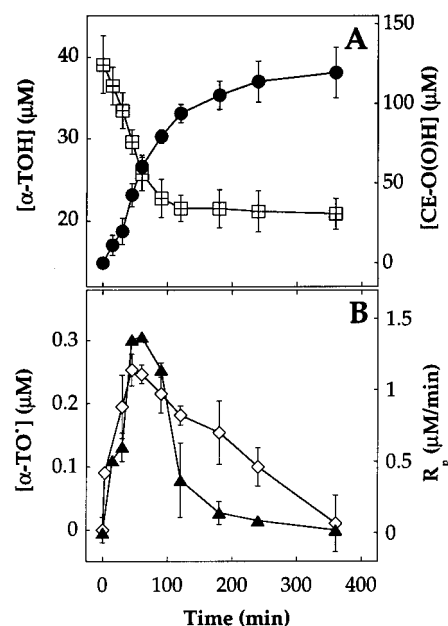 A
[α-TOH] (µM)
40
30
20
150
100
50
0
[CE-O(O)H] (µM)
B
[α-TO•] (µM)
0.3
0.2
0.1
0
1.5
1
0.5
0
Rp (µM/min)
0 100 200 300 400
Time (min)